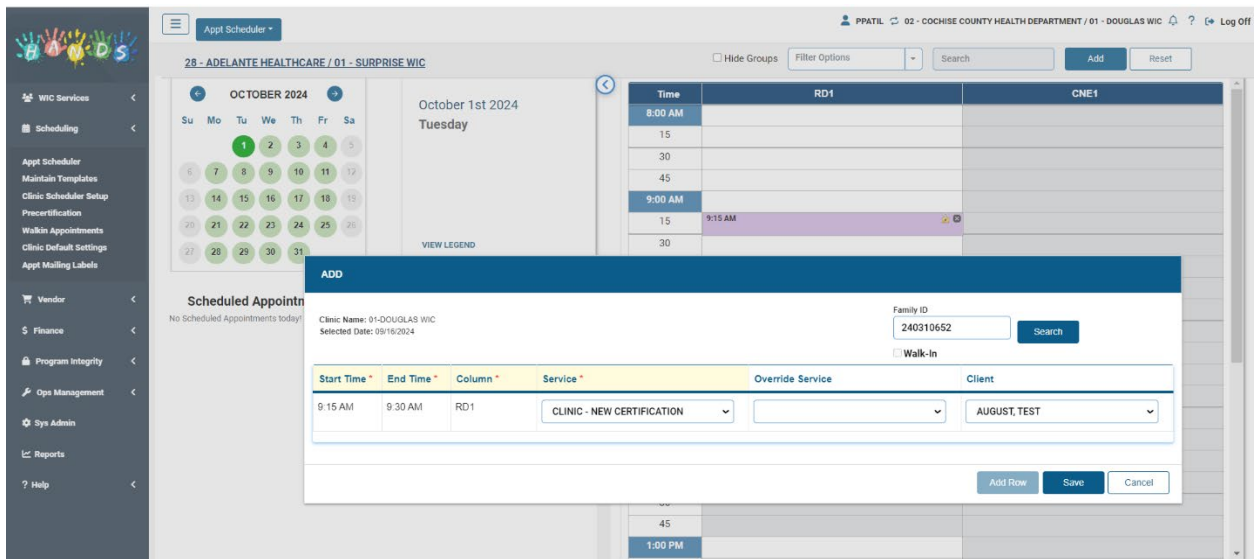 HANDS
Appt Scheduler
PPATIL 02 - COCHISE COUNTY HEALTH DEPARTMENT / 01 - DOUGLAS WIC ? Log Off
28 - ADELANTE HEALTHCARE / 01 - SURPRISE WIC
Hide Groups
Filter Options
Search
Add
Reset
WIC Services
Scheduling
Appt Scheduler
Maintain Templates
Clinic Scheduler Setup
Precertification
Walkin Appointments
Clinic Default Settings
Appt Mailing Labels
Vendor
$ Finance
Program Integrity
Ops Management
Sys Admin
Reports
? Help
OCTOBER 2024
Su Mo Tu We Th Fr Sa
1 2 3 4 5
6 7 8 9 10 11 12
13 14 15 16 17 18 19
20 21 22 23 24 25 26
27 28 29 30 31
October 1st 2024
Tuesday
VIEW LEGEND
Scheduled Appointn
No Scheduled Appointments today!
Time RD1 CNE1
8:00 AM
15
30
45
9:00 AM
15 9:15 AM
30
ADD
Clinic Name: 01-DOUGLAS WIC
Selected Date: 09/16/2024
Family ID
240310652
Search
Walk-In
Start Time * End Time * Column * Service * Override Service Client
9:15 AM 9:30 AM RD1 CLINIC - NEW CERTIFICATION AUGUST, TEST
Add Row Save Cancel
45
1:00 PM